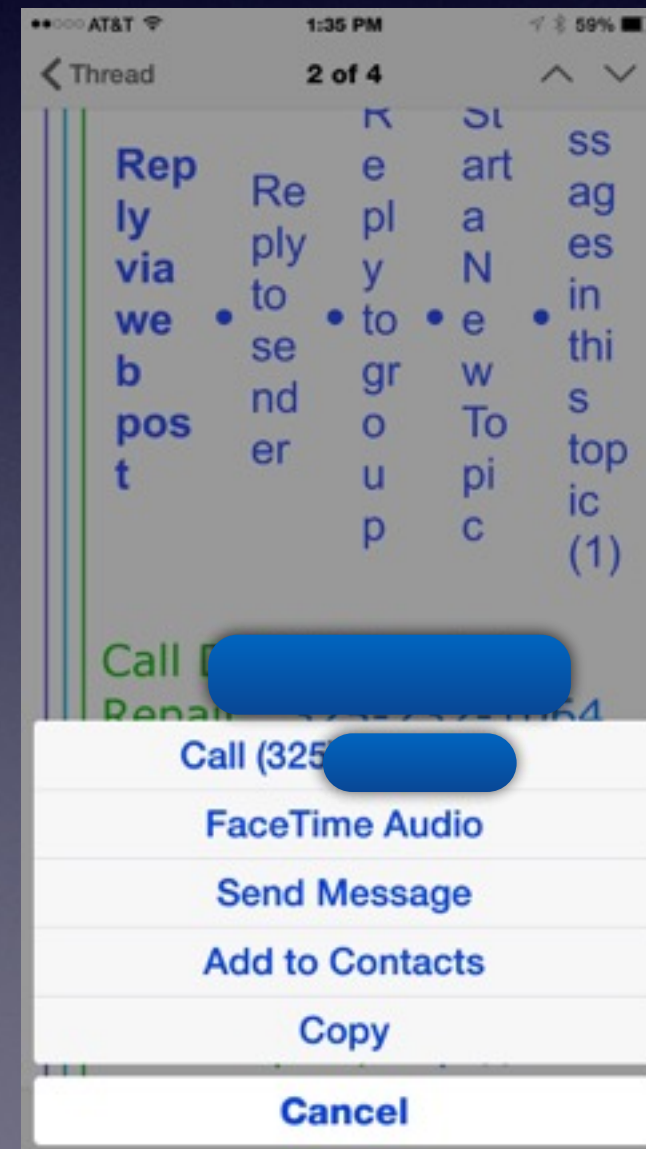 AT&T 1:35 PM 59%
Thread 2 of 4
Rep
ly
via
we
b
pos
t
•
Re
ply
to
se
nd
er
•
R
e
pl
y
to
gr
o
u
p
•
St
art
a
N
e
w
To
pi
c
•
ss
ag
es
in
thi
s
top
ic
(1)
Call
Repair
Call (325
FaceTime Audio
Send Message
Add to Contacts
Copy
Cancel